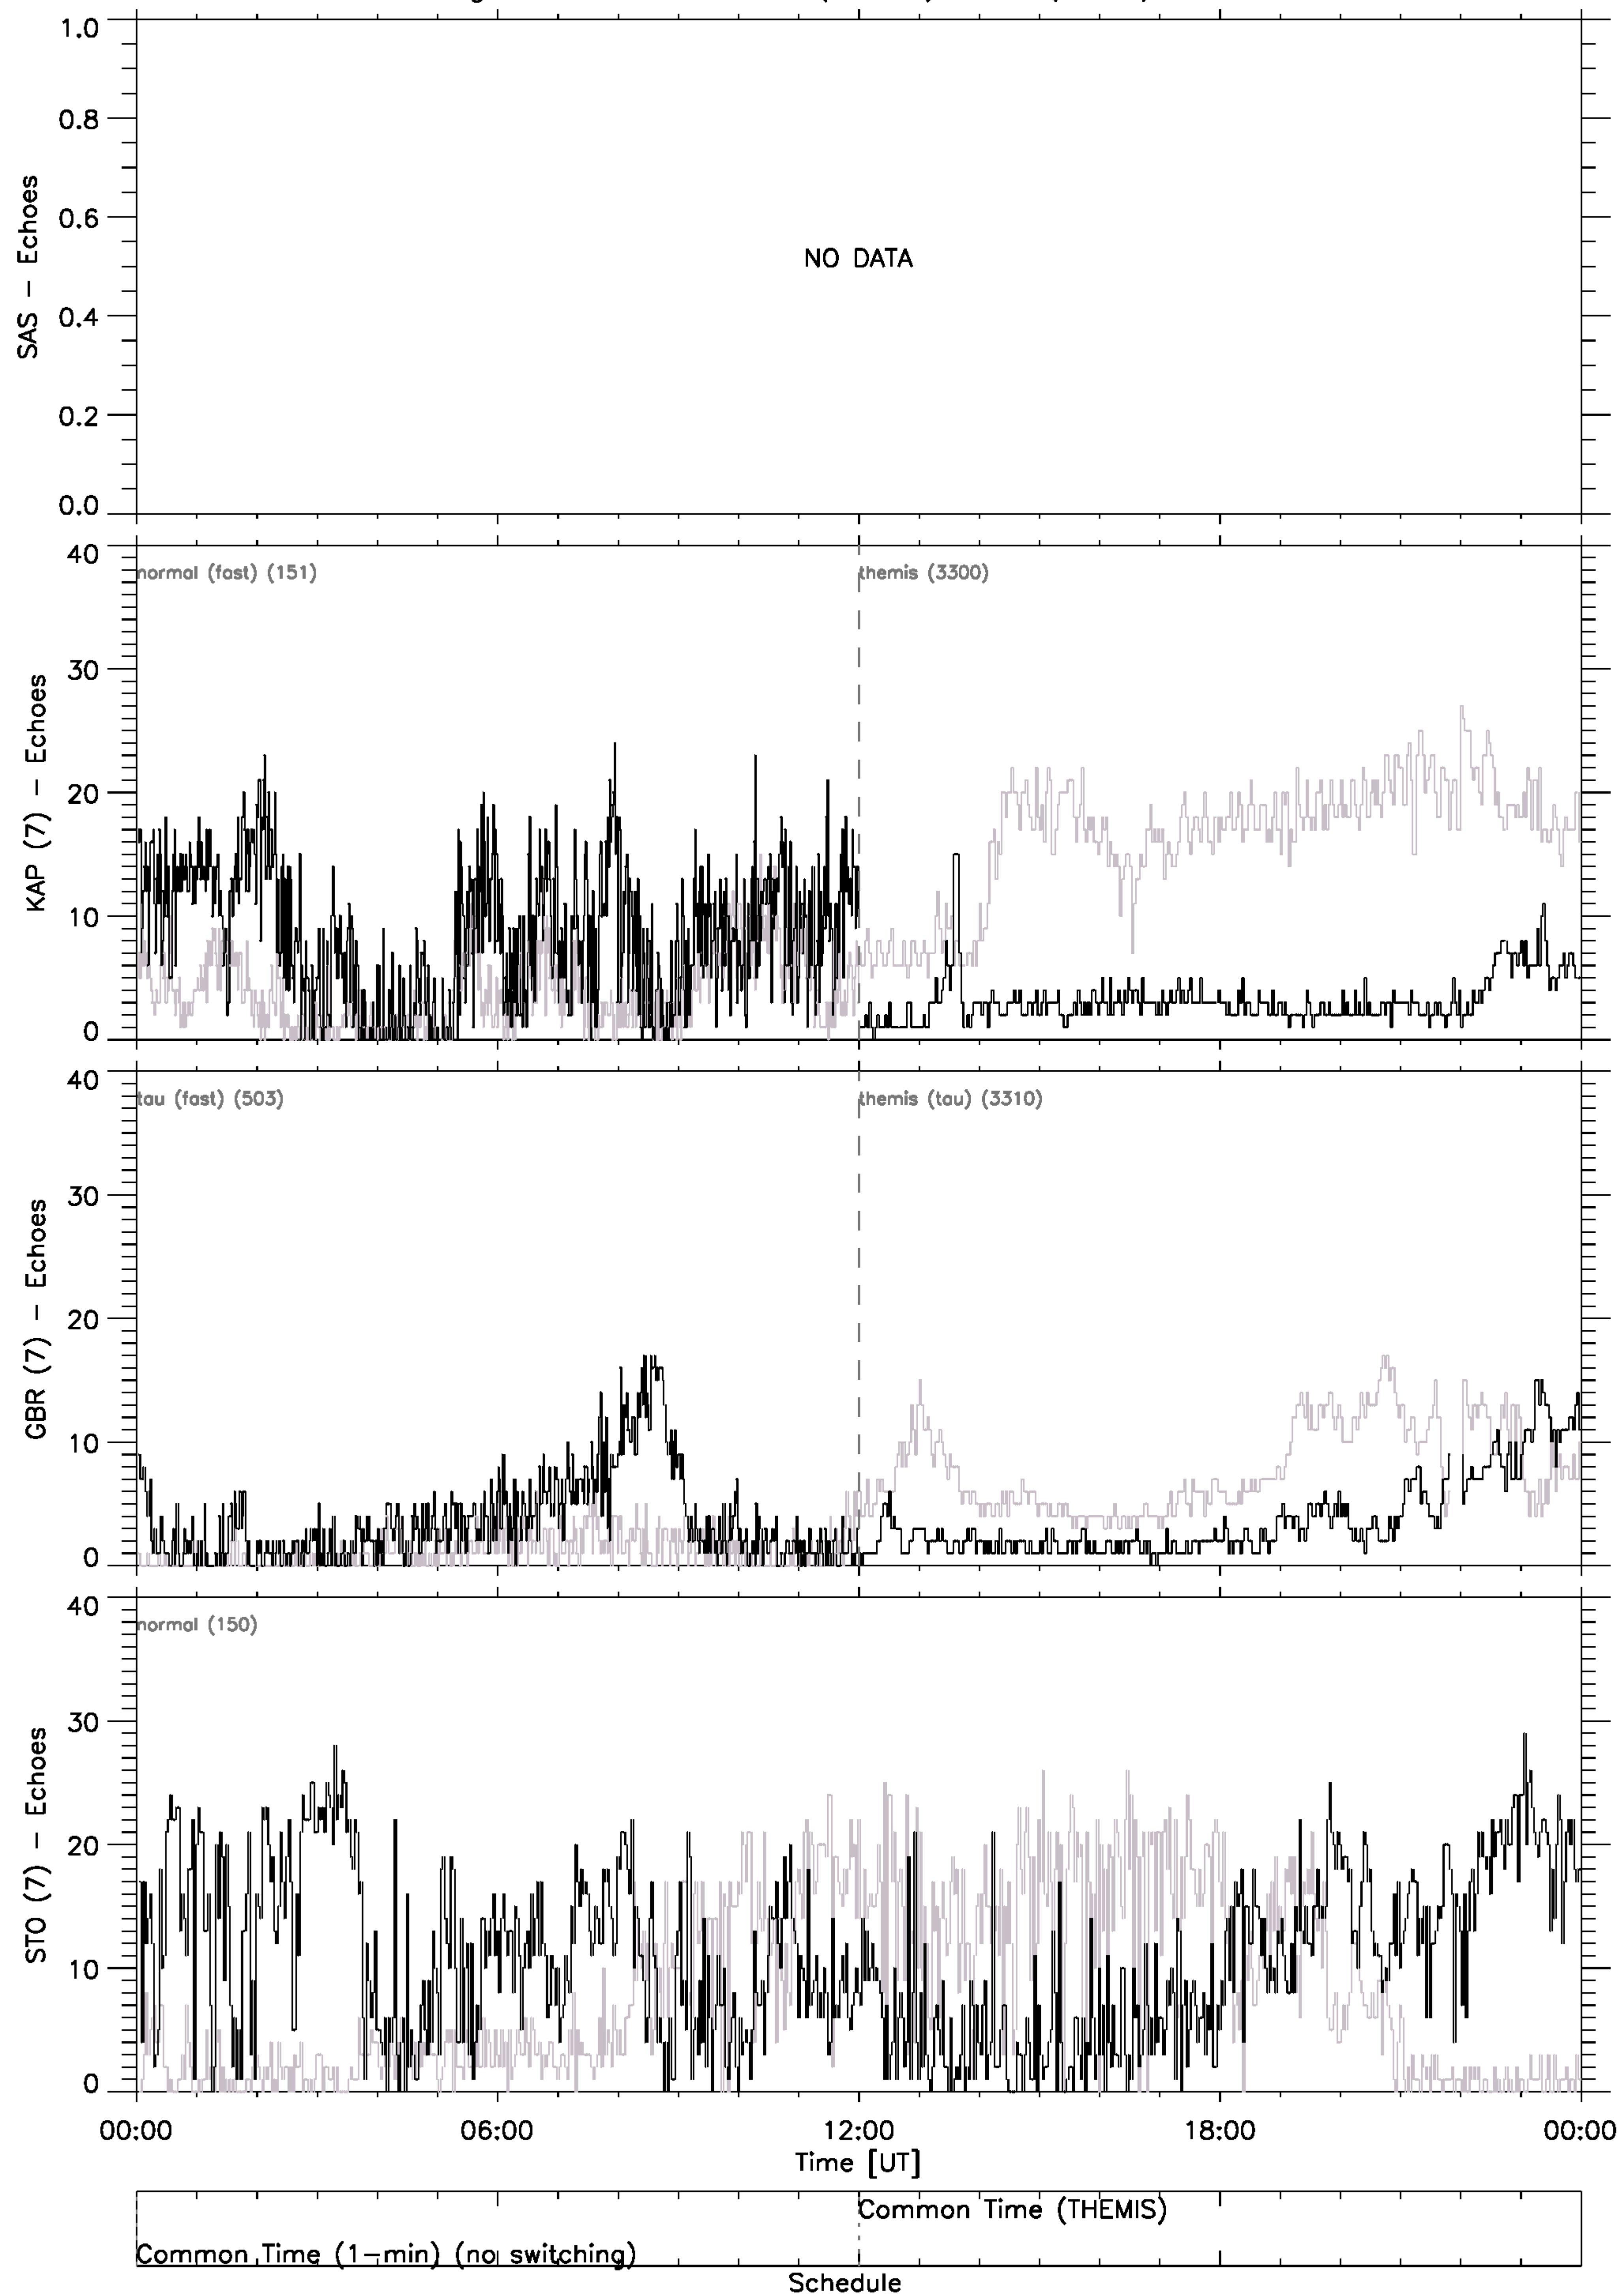 1.0
0.8
0.6
0.4
0.2
0.0
SAS – Echoes
NO DATA
40
30
20
10
0
KAP (7) – Echoes
normal (fast) (151)
themis (3300)
40
30
20
10
0
GBR (7) – Echoes
tau (fast) (503)
themis (tau) (3310)
40
30
20
10
0
STO (7) – Echoes
normal (150)
00:00 06:00 12:00 18:00 00:00
Time [UT]
Common Time (THEMIS)
Common Time (1–min) (no switching)
Schedule